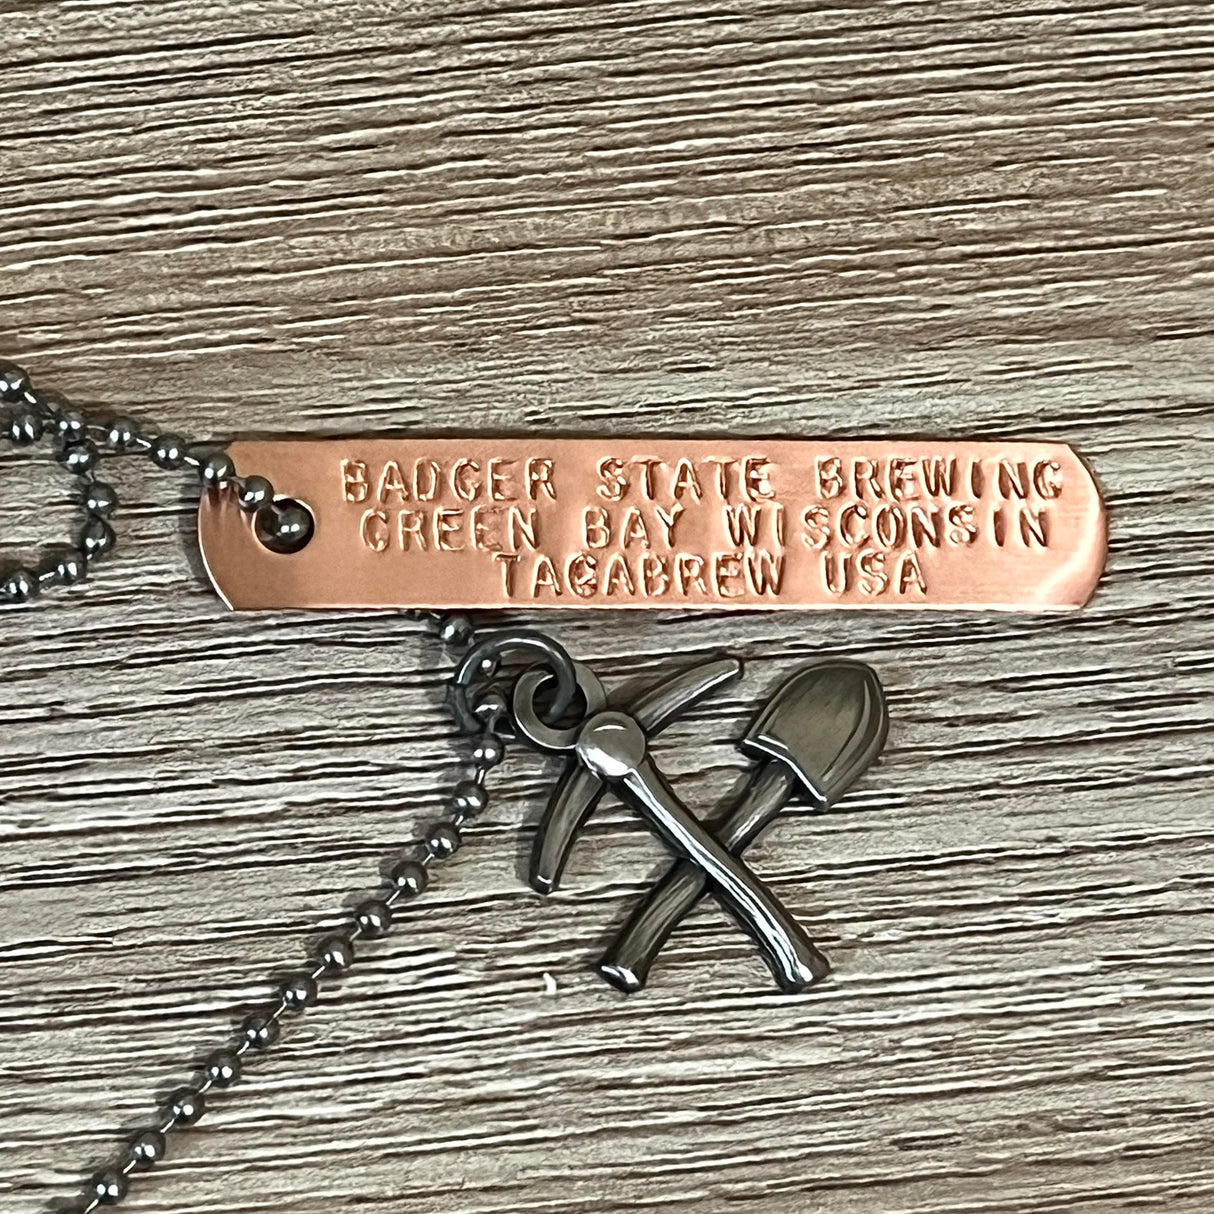 BADGER STATE BREWING
GREEN BAY WISCONSIN
TAGABREW USA